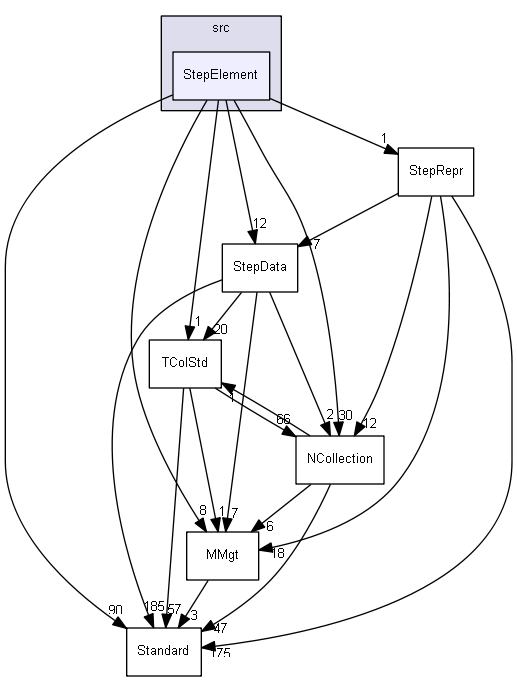 src
StepElement
1
StepRepr
12
7
StepData
1
20
TColStd
1
66
2
30
12
NCollection
8
1
7
6
18
MMgt
90
185
57
3
47
175
Standard